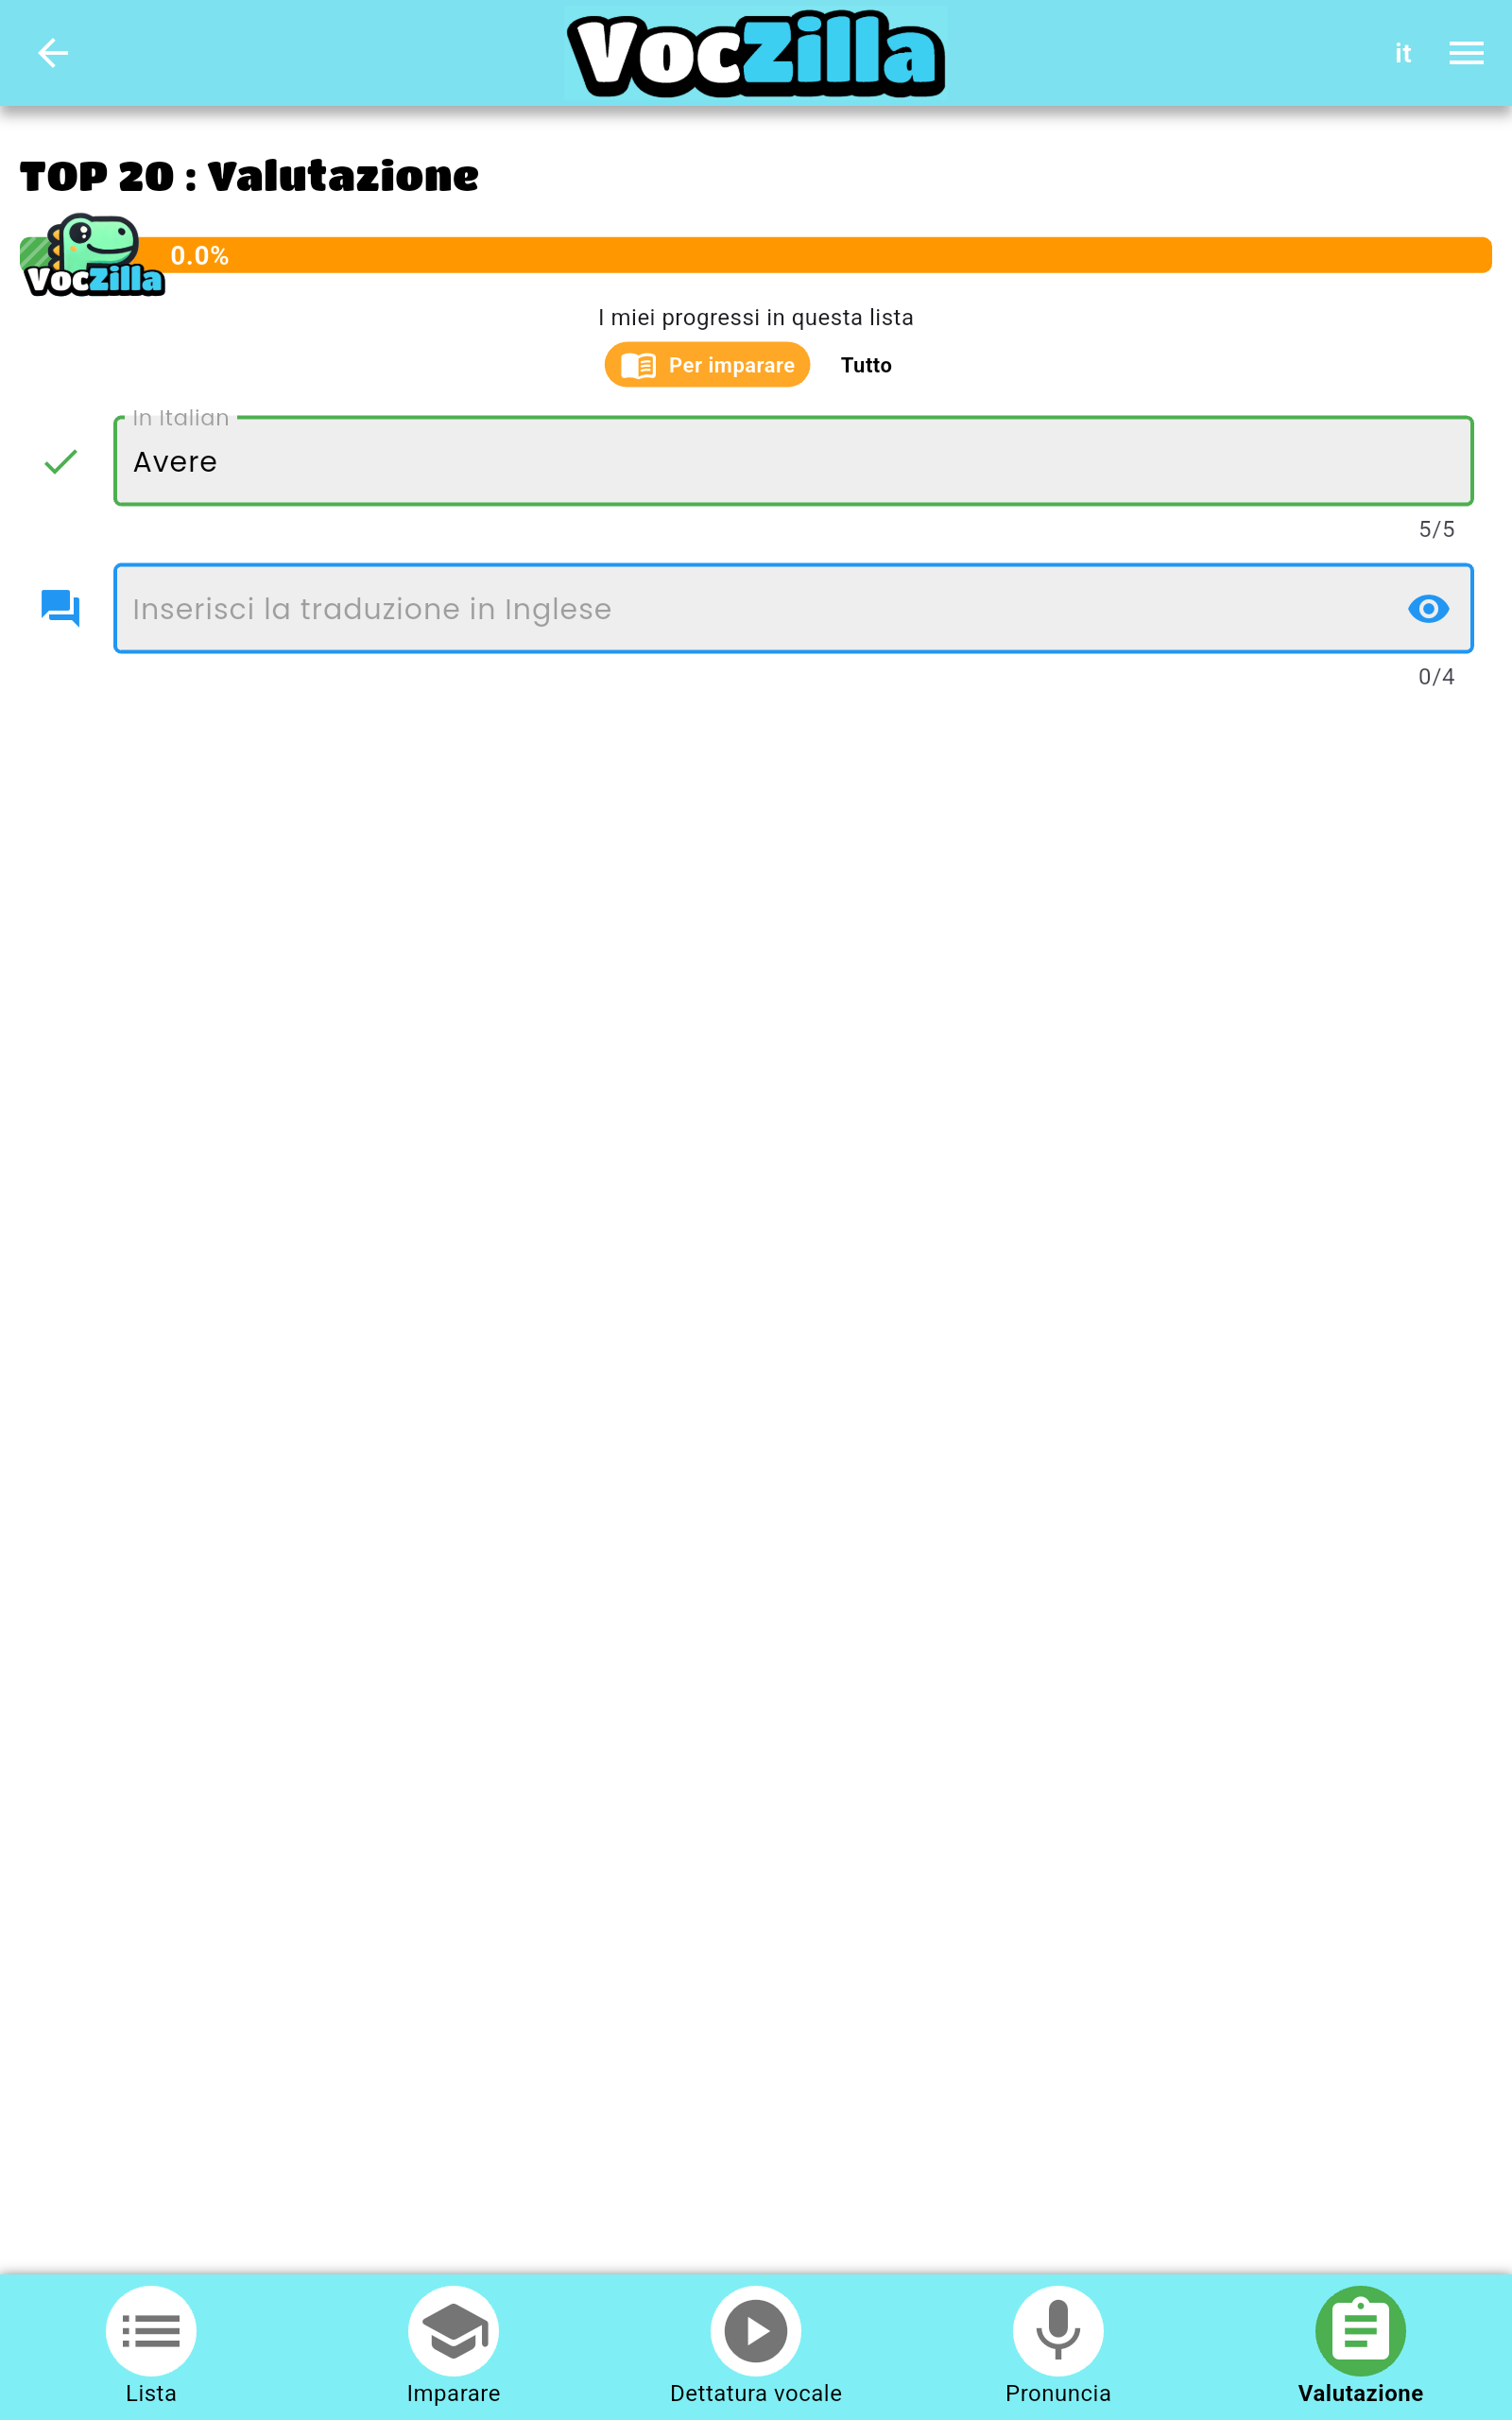 VocZilla
it
TOP 20 : Valutazione
VocZilla
0.0%
I miei progressi in questa lista
Per imparare
Tutto
In Italian
Avere
5/5
Inserisci la traduzione in Inglese
0/4
Lista
Imparare
Dettatura vocale
Pronuncia
Valutazione